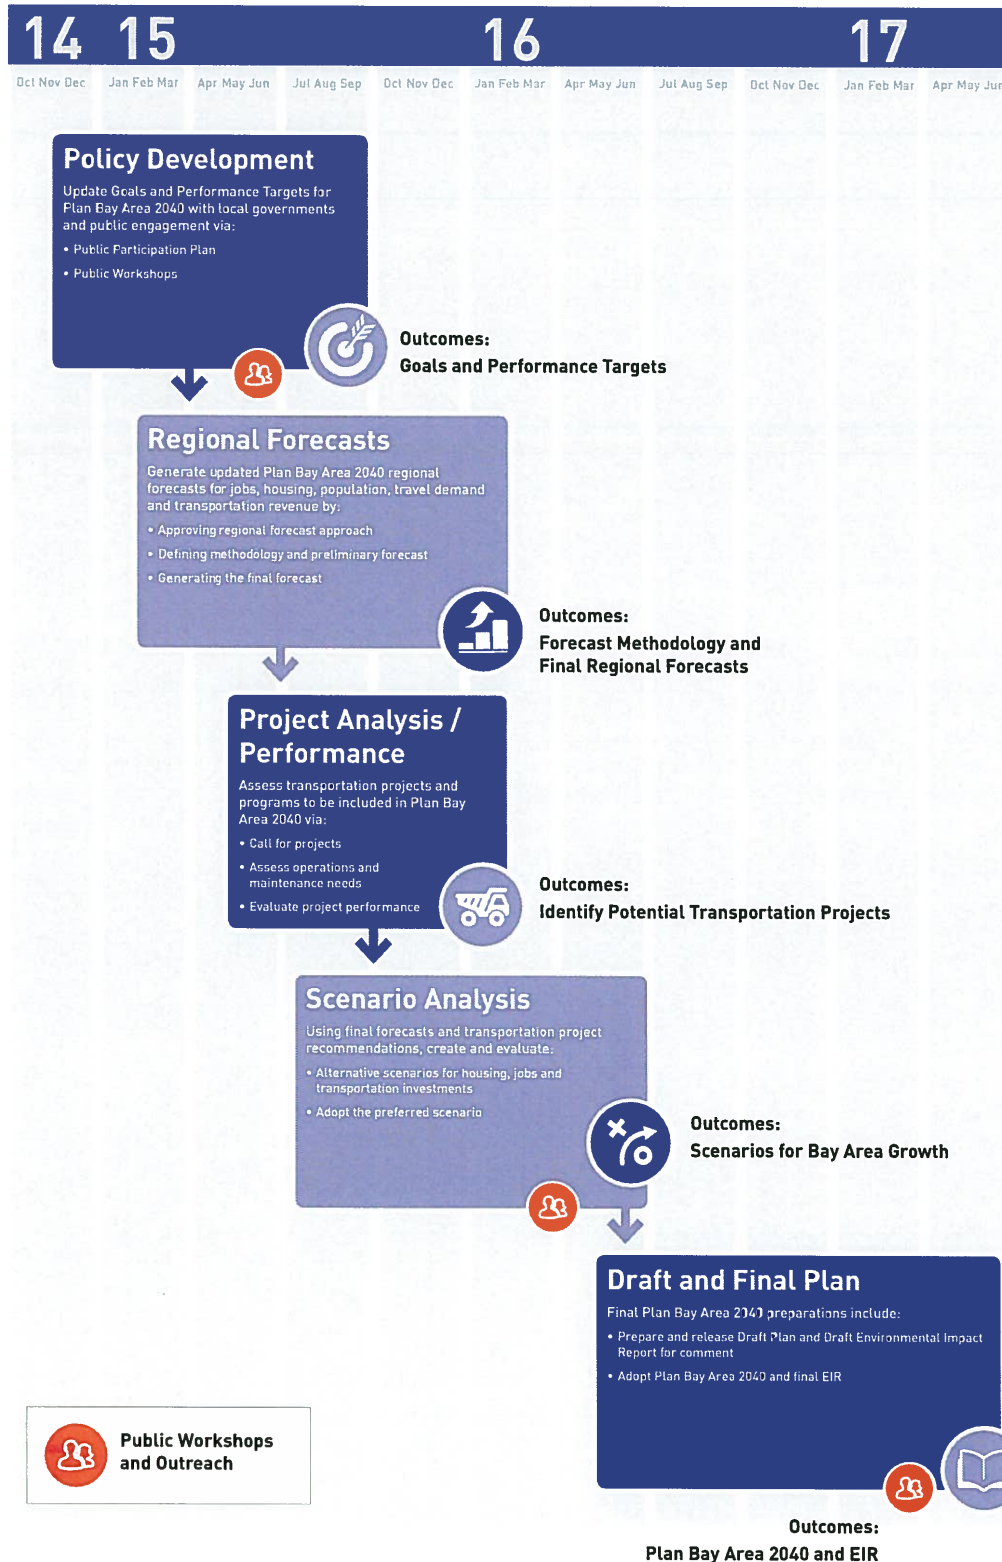 14 15 16 17
Oct Nov Dec Jan Feb Mar Apr May Jun Jul Aug Sep Oct Nov Dec Jan Feb Mar Apr May Jun Jul Aug Sep Oct Nov Dec Jan Feb Mar Apr May Jun
Policy Development
Update Goals and Performance Targets for
Plan Bay Area 2040 with local governments
and public engagement via:
• Public Participation Plan
• Public Workshops
Outcomes:
Goals and Performance Targets
Regional Forecasts
Generate updated Plan Bay Area 2040 regional
forecasts for jobs, housing, population, travel demand
and transportation revenue by:
• Approving regional forecast approach
• Defining methodology and preliminary forecast
• Generating the final forecast
Outcomes:
Forecast Methodology and
Final Regional Forecasts
Project Analysis /
Performance
Assess transportation projects and
programs to be included in Plan Bay
Area 2040 via:
• Call for projects
• Assess operations and
maintenance needs
• Evaluate project performance
Outcomes:
Identify Potential Transportation Projects
Scenario Analysis
Using final forecasts and transportation project
recommendations, create and evaluate:
• Alternative scenarios for housing, jobs and
transportation investments
• Adopt the preferred scenario
Outcomes:
Scenarios for Bay Area Growth
Draft and Final Plan
Final Plan Bay Area 2040 preparations include:
• Prepare and release Draft Plan and Draft Environmental Impact
Report for comment
• Adopt Plan Bay Area 2040 and final EIR
Public Workshops
and Outreach
Outcomes:
Plan Bay Area 2040 and EIR